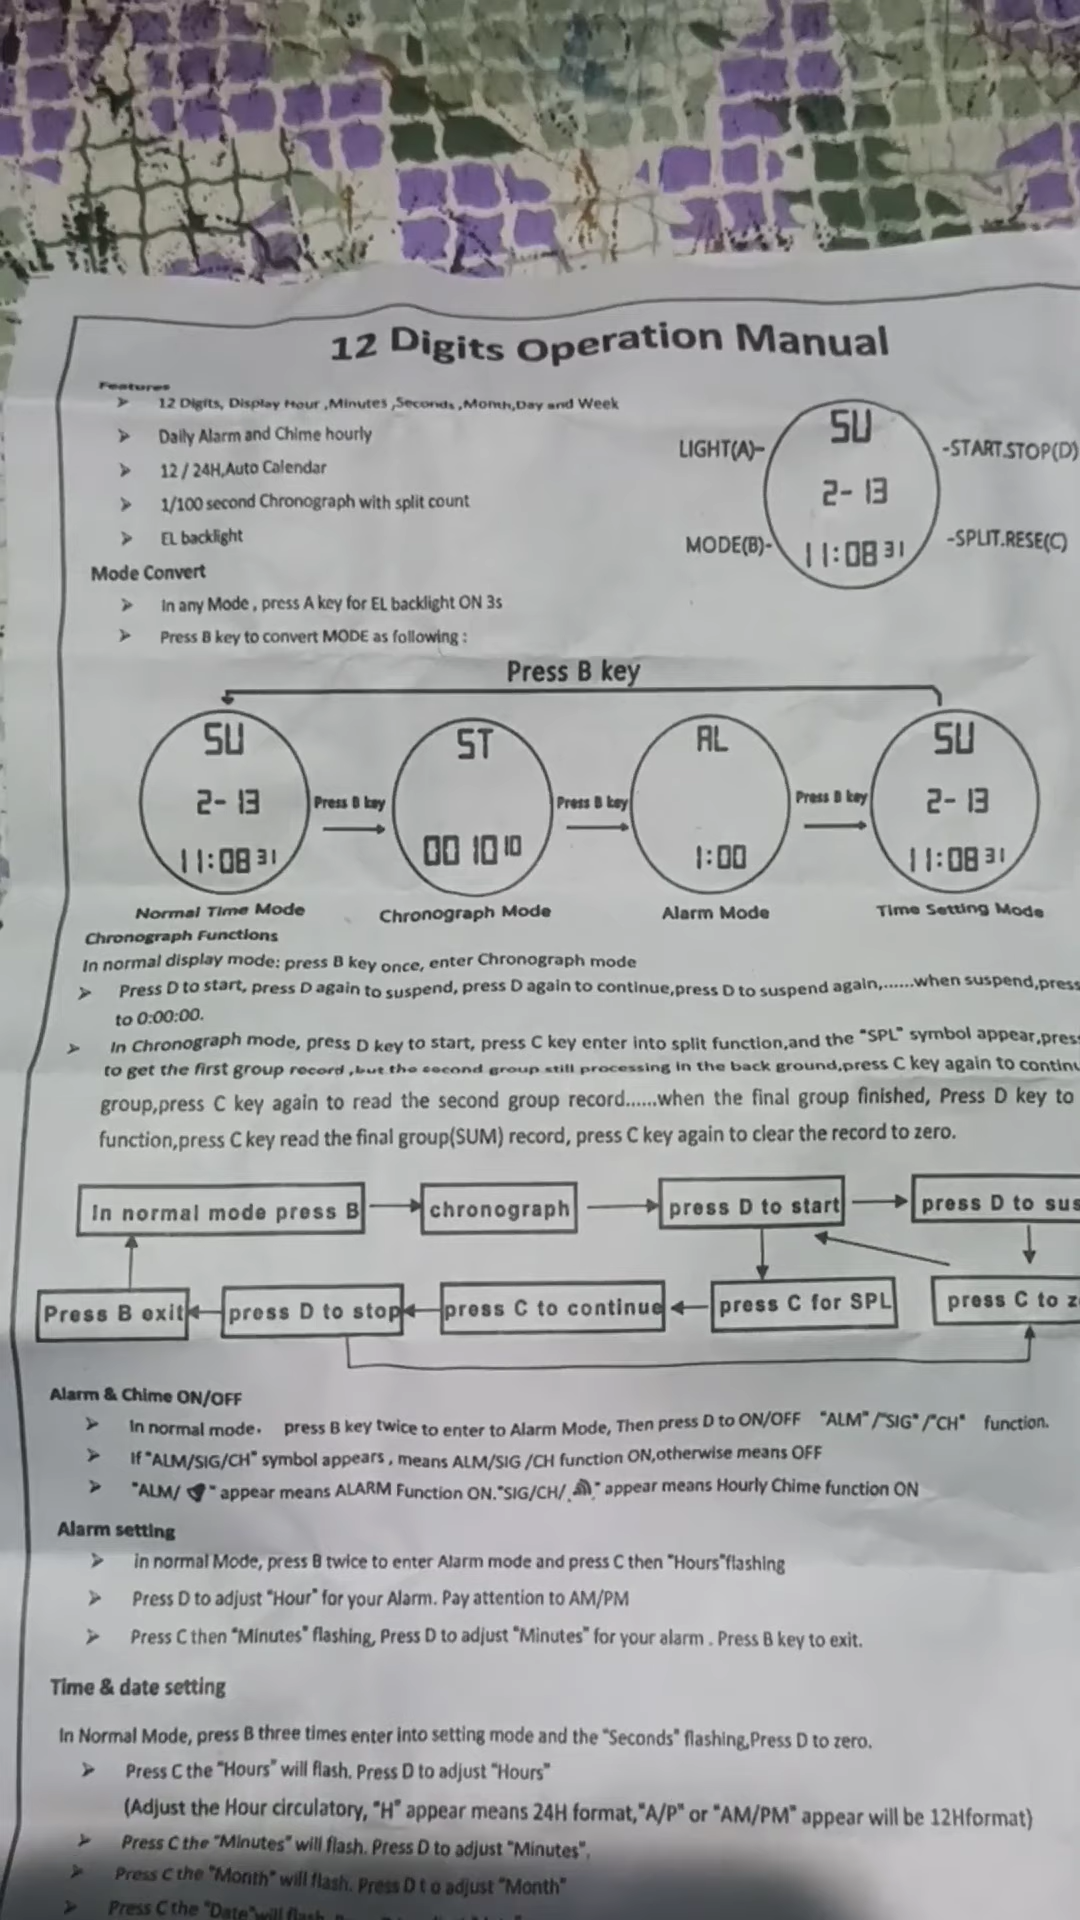 12 Digits Operation Manual
Features
➢ 12 Digits, Display Hour ,Minutes ,Seconds ,Month,Day and Week
➢ Daily Alarm and Chime hourly
➢ 12 / 24H,Auto Calendar
➢ 1/100 second Chronograph with split count
➢ EL backlight
LIGHT(A)-
MODE(B)-
SU
2- 13
11:08 31
-START.STOP(D)
-SPLIT.RESE(C)
Mode Convert
➢ In any Mode , press A key for EL backlight ON 3s
➢ Press B key to convert MODE as following :
Press B key
SU
2- 13
11:08 31
Press B key
ST
00 10 10
Press B key
AL
1:00
Press B key
SU
2- 13
11:08 31
Normal Time Mode
Chronograph Mode
Alarm Mode
Time Setting Mode
Chronograph Functions
In normal display mode: press B key once, enter Chronograph mode
➢ Press D to start, press D again to suspend, press D again to continue,press D to suspend again,......when suspend,press
to 0:00:00.
➢ In Chronograph mode, press D key to start, press C key enter into split function,and the "SPL" symbol appear,press
to get the first group record ,but the second group still processing in the back ground,press C key again to continu
group,press C key again to read the second group record......when the final group finished, Press D key to
function,press C key read the final group(SUM) record, press C key again to clear the record to zero.
In normal mode press B
chronograph
press D to start
press D to sus
Press B exit
press D to stop
press C to continue
press C for SPL
press C to z
Alarm & Chime ON/OFF
➢ In normal mode, press B key twice to enter to Alarm Mode, Then press D to ON/OFF "ALM"/"SIG"/"CH" function.
➢ If "ALM/SIG/CH" symbol appears , means ALM/SIG /CH function ON,otherwise means OFF
➢ "ALM/ " appear means ALARM Function ON."SIG/CH/ " appear means Hourly Chime function ON
Alarm setting
➢ in normal Mode, press B twice to enter Alarm mode and press C then "Hours"flashing
➢ Press D to adjust "Hour" for your Alarm. Pay attention to AM/PM
➢ Press C then "Minutes" flashing, Press D to adjust "Minutes" for your alarm . Press B key to exit.
Time & date setting
In Normal Mode, press B three times enter into setting mode and the "Seconds" flashing,Press D to zero.
➢ Press C the "Hours" will flash. Press D to adjust "Hours"
(Adjust the Hour circulatory, "H" appear means 24H format,"A/P" or "AM/PM" appear will be 12Hformat)
➢ Press C the "Minutes" will flash. Press D to adjust "Minutes".
➢ Press C the "Month" will flash. Press D t o adjust "Month"
➢ Press C the "Date"will flash.